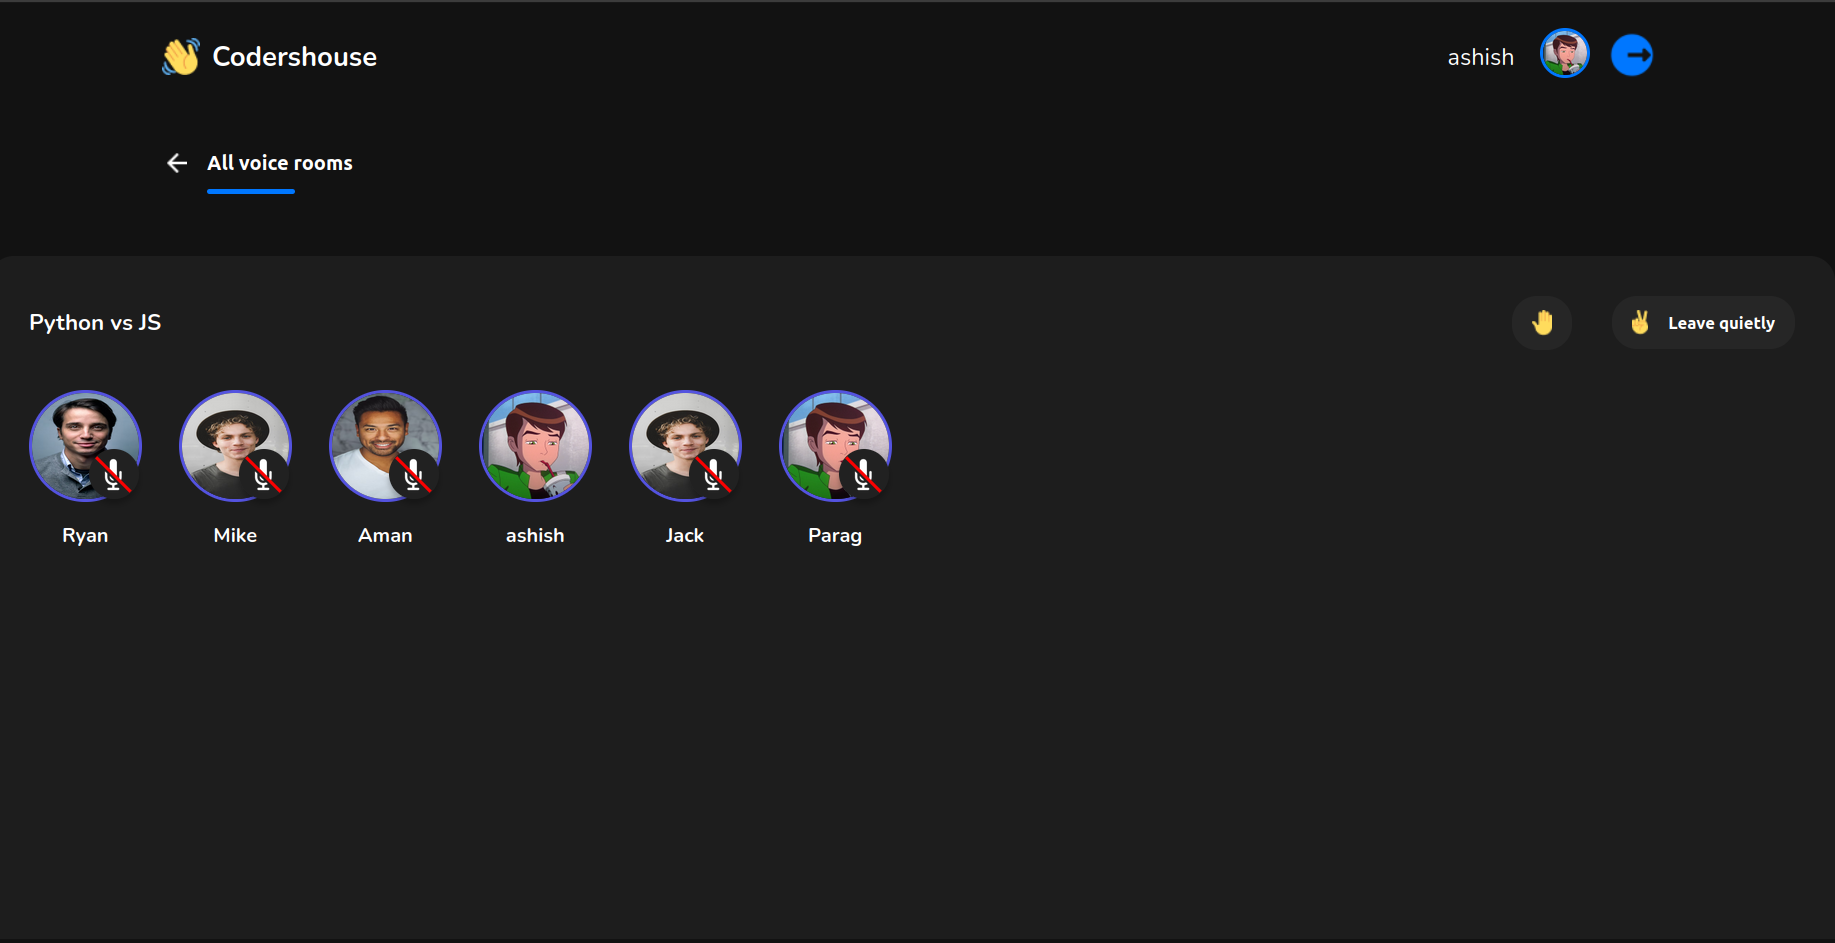 Codershouse
ashish
All voice rooms
Python vs JS
Leave quietly
Ryan
Mike
Aman
ashish
Jack
Parag